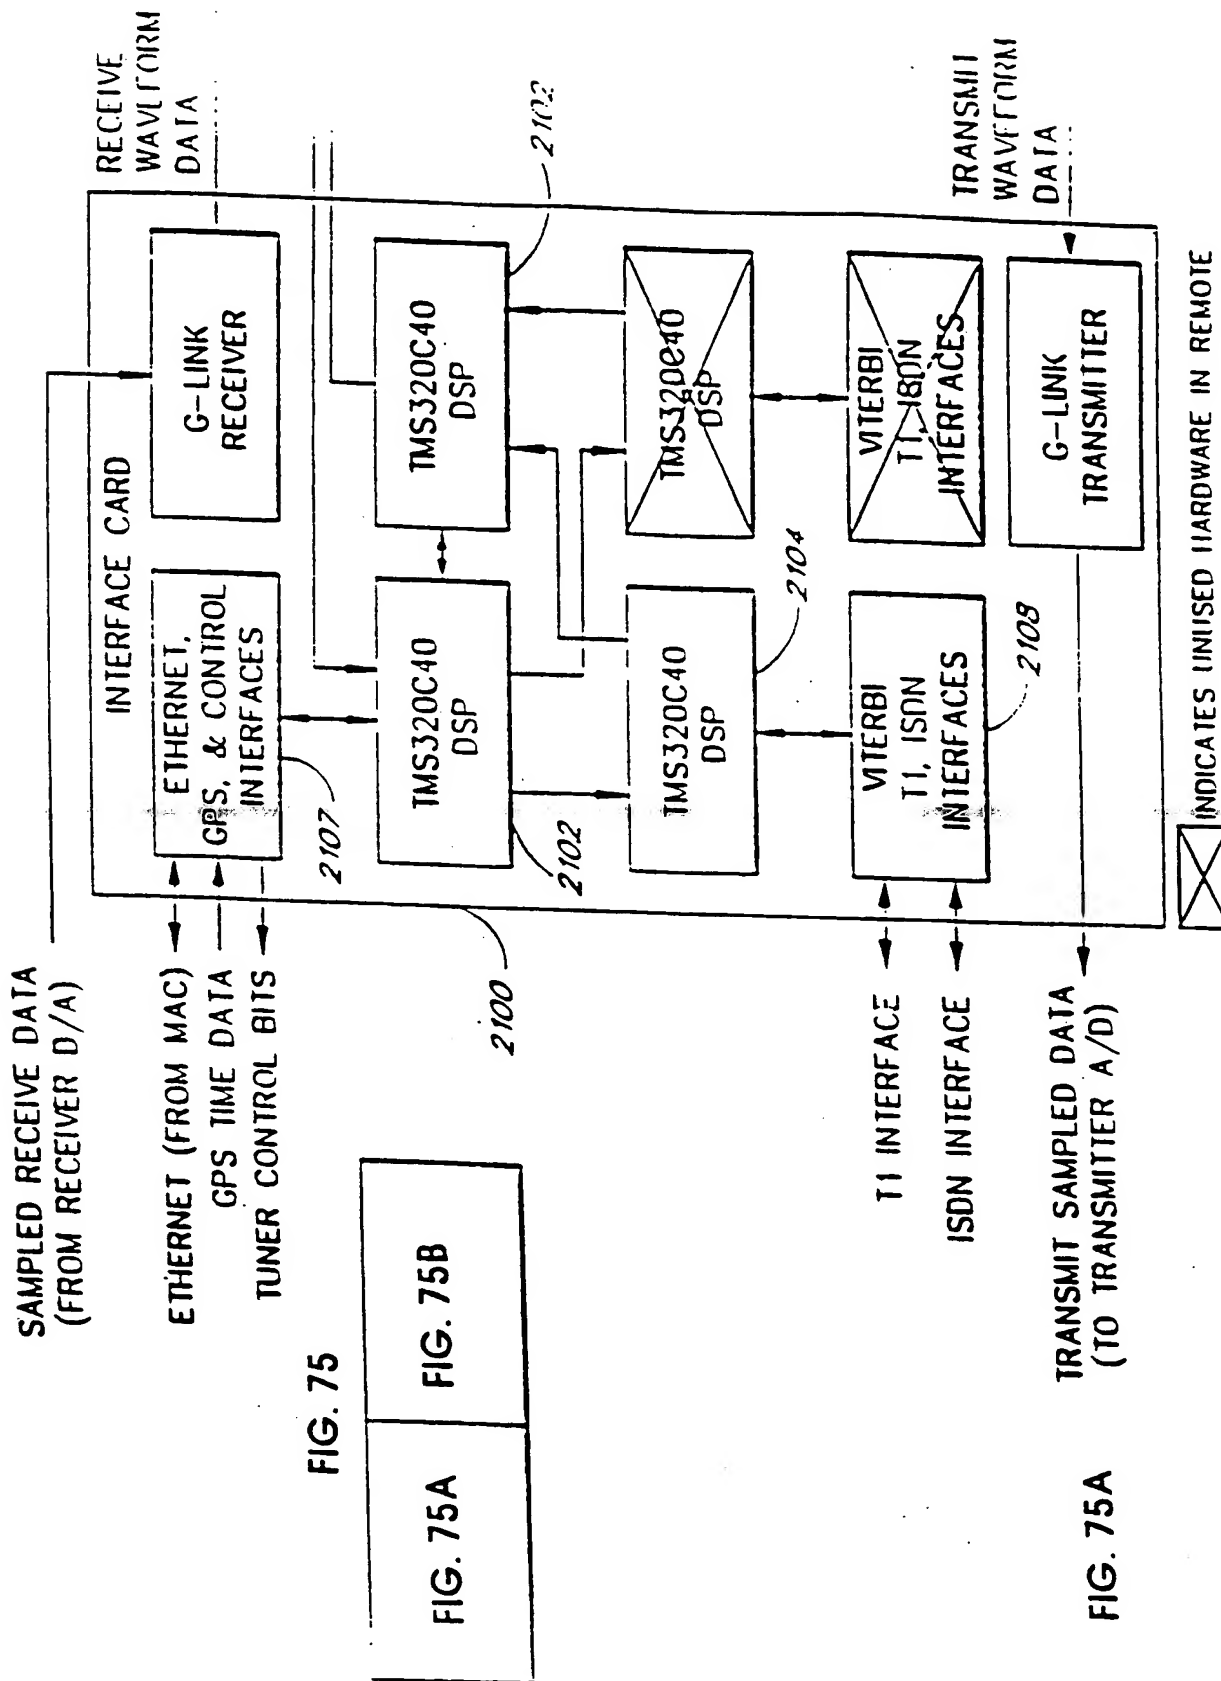 SAMPLED RECEIVE DATA
(FROM RECEIVER D/A)
ETHERNET (FROM MAC)
GPS TIME DATA
TUNER CONTROL BITS
2100
INTERFACE CARD
ETHERNET,
GPS, & CONTROL
INTERFACES
2107
G-LINK
RECEIVER
RECEIVE
WAVEFORM
DATA
TMS320C40
DSP
2102
TMS320C40
DSP
2102
TMS320C40
DSP
2104
TMS320C40
DSP
VITERBI
T1, ISDN
INTERFACES
2108
VITERBI
T1, ISDN
INTERFACES
T1 INTERFACE
ISDN INTERFACE
G-LINK
TRANSMITTER
TRANSMIT
WAVEFORM
DATA
TRANSMIT SAMPLED DATA
(TO TRANSMITTER A/D)
INDICATES UNUSED HARDWARE IN REMOTE
FIG. 75
FIG. 75A
FIG. 75B
FIG. 75A